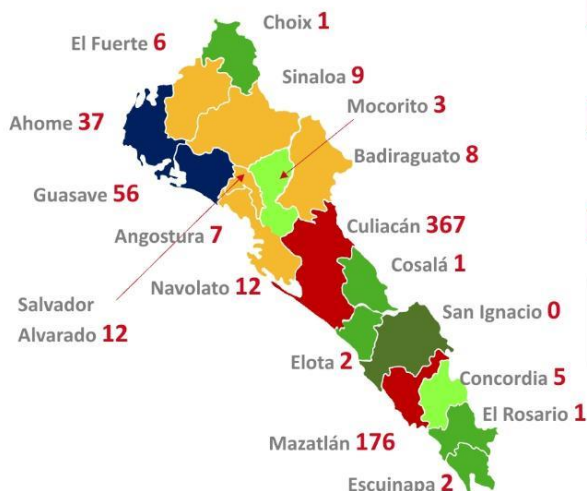 Choix 1
El Fuerte 6
Sinaloa 9
Mocorito 3
Ahome 37
Badiraguato 8
Guasave 56
Culiacán 367
Angostura 7
Cosalá 1
Navolato 12
Salvador
Alvarado 12
San Ignacio 0
Elota 2
Concordia 5
El Rosario 1
Mazatlán 176
Escuinapa 2